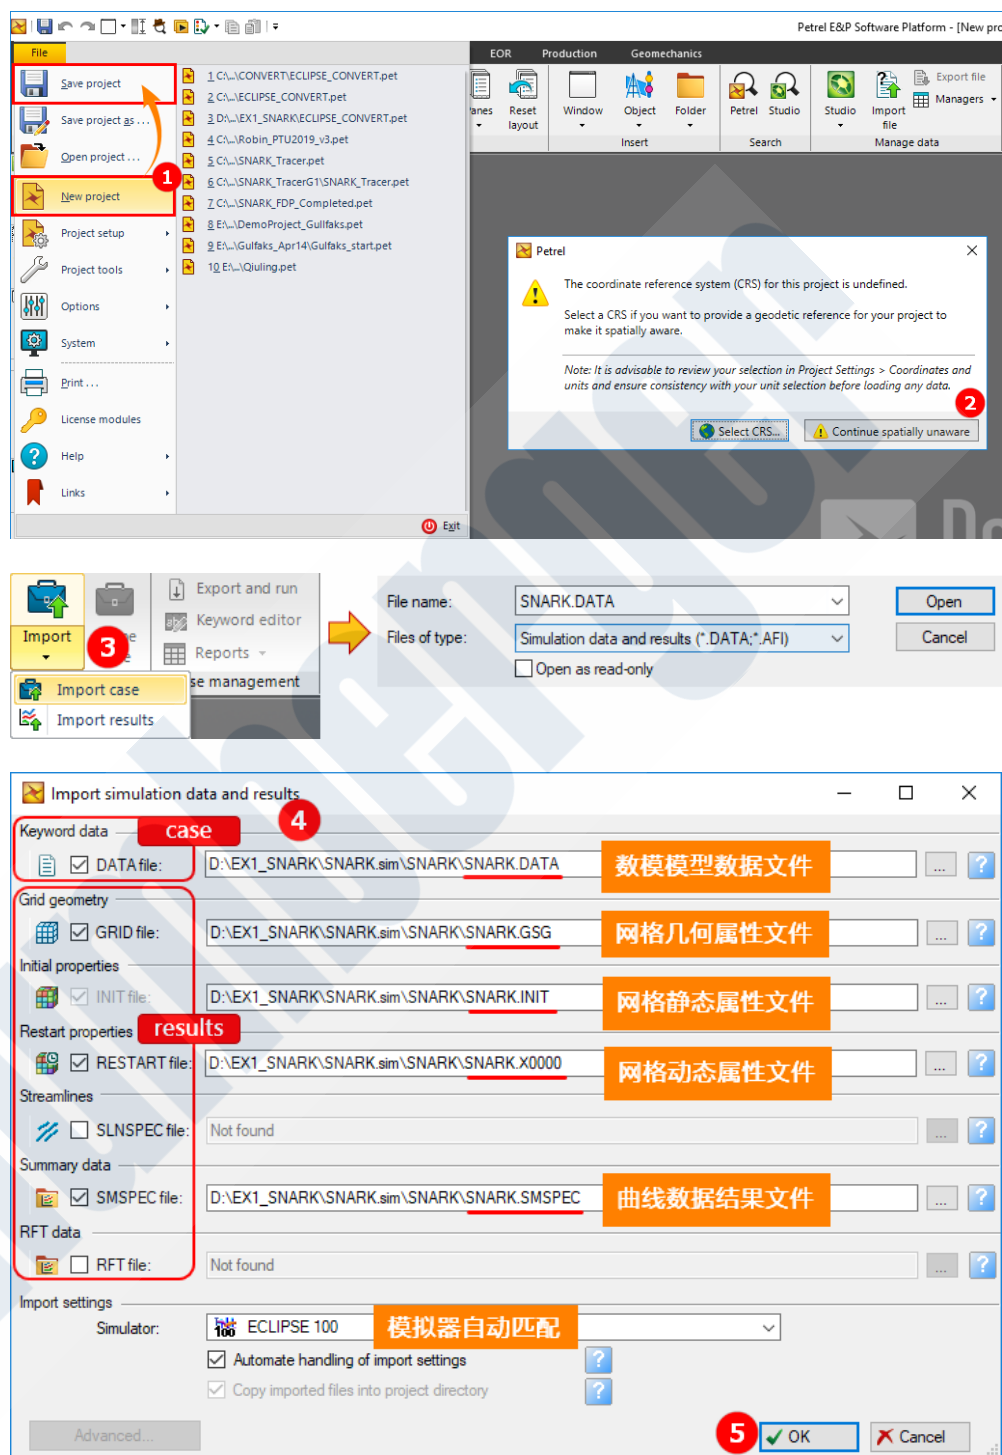 Petrel E&P Software Platform - [New pro
File
EOR Production Geomechanics
Save project
Save project as ...
Open project ...
1
New project
Project setup
Project tools
Options
System
Print ...
License modules
Help
Links
1 C:\...\CONVERT\ECLIPSE_CONVERT.pet
2 C:\...\ECLIPSE_CONVERT.pet
3 D:\...\EX1_SNARK\ECLIPSE_CONVERT.pet
4 C:\...\Robin_PTU2019_v3.pet
5 C:\...\SNARK_Tracer.pet
6 C:\...\SNARK_TracerG1\SNARK_Tracer.pet
7 C:\...\SNARK_FDP_Completed.pet
8 E:\...\DemoProject_Gullfaks.pet
9 E:\...\Gulfaks_Apr14\Gulfaks_start.pet
10 E:\...\Qiuling.pet
Exit
Panes Reset layout Window Object Folder Petrel Studio Studio Import file Export file
Managers
Insert Search Manage data
Petrel
The coordinate reference system (CRS) for this project is undefined.
Select a CRS if you want to provide a geodetic reference for your project to
make it spatially aware.
Note: It is advisable to review your selection in Project Settings > Coordinates and
units and ensure consistency with your unit selection before loading any data.
2
Select CRS... Continue spatially unaware
Import
3
Import case
Import results
Export and run
Keyword editor
Reports
se management
File name: SNARK.DATA Open
Files of type: Simulation data and results (*.DATA;*.AFI) Cancel
Open as read-only
Import simulation data and results
4
Keyword data case
DATA file: D:\EX1_SNARK\SNARK.sim\SNARK\SNARK.DATA 数模模型数据文件 ... ?
Grid geometry
GRID file: D:\EX1_SNARK\SNARK.sim\SNARK\SNARK.GSG 网格几何属性文件 ... ?
Initial properties
INIT file: D:\EX1_SNARK\SNARK.sim\SNARK\SNARK.INIT 网格静态属性文件 ... ?
Restart properties results
RESTART file: D:\EX1_SNARK\SNARK.sim\SNARK\SNARK.X0000 网格动态属性文件 ... ?
Streamlines
SLNSPEC file: Not found ... ?
Summary data
SMSPEC file: D:\EX1_SNARK\SNARK.sim\SNARK\SNARK.SMSPEC 曲线数据结果文件 ... ?
RFT data
RFT file: Not found ... ?
Import settings
Simulator: 100 ECLIPSE 100 模拟器自动匹配
Automate handling of import settings ?
Copy imported files into project directory ?
Advanced... 5 OK Cancel